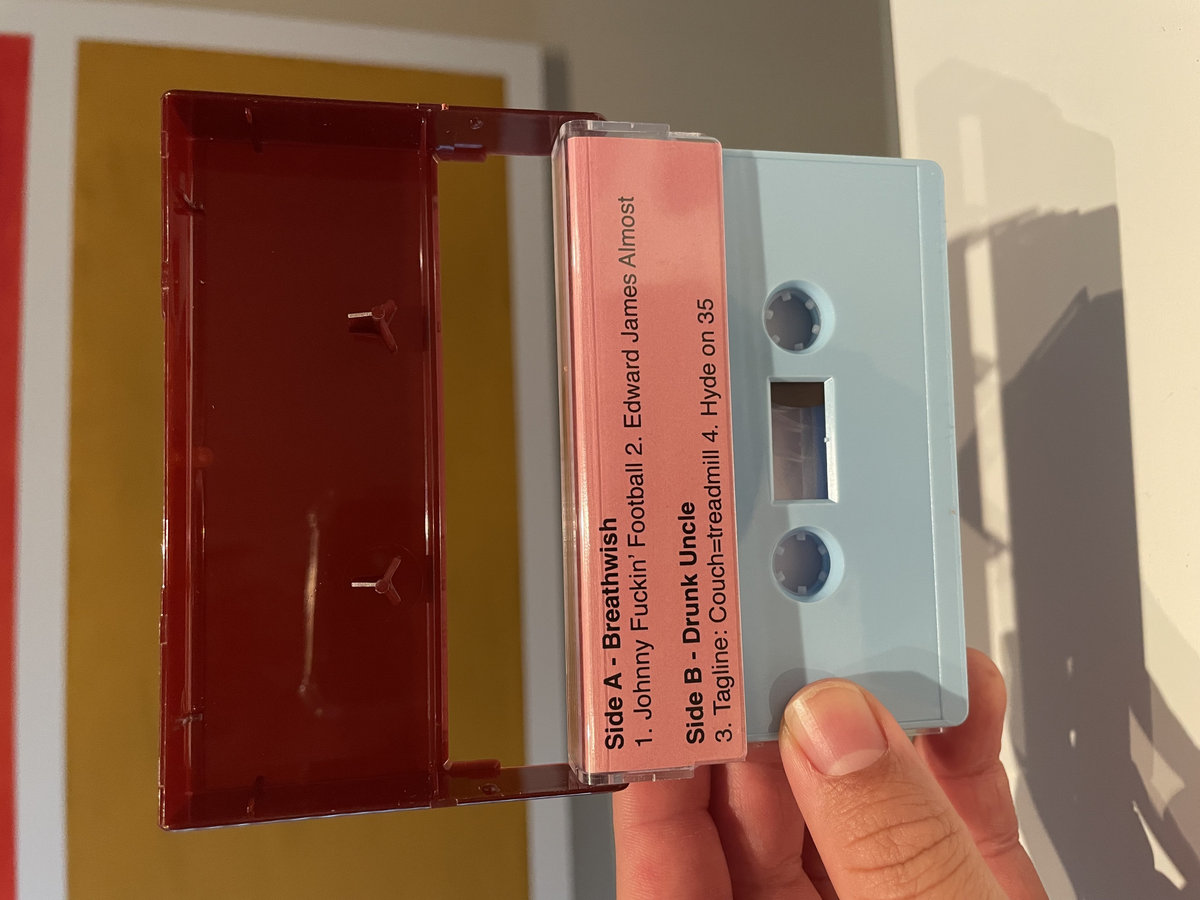 Side A - Breathwish
1. Johnny Fuckin' Football 2. Edward James Almost
Side B - Drunk Uncle
3. Tagline: Couch=treadmill 4. Hyde on 35